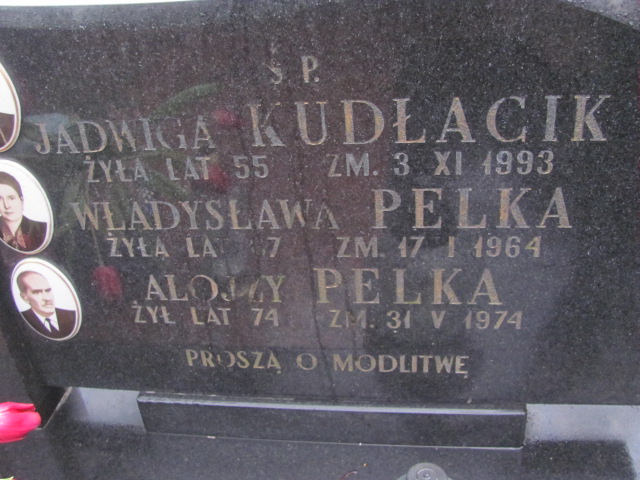 Ś P.
JADWIGA KUDŁACIK
ŻYŁA LAT 55 ZM. 3 XI 1993
WŁADYSŁAWA PELKA
ŻYŁA LAT ZM. 17 I 1964
ALOJZY PELKA
ŻYŁ LAT 74 ZM. 31 V 1974
PROSZĄ O MODLITWĘ